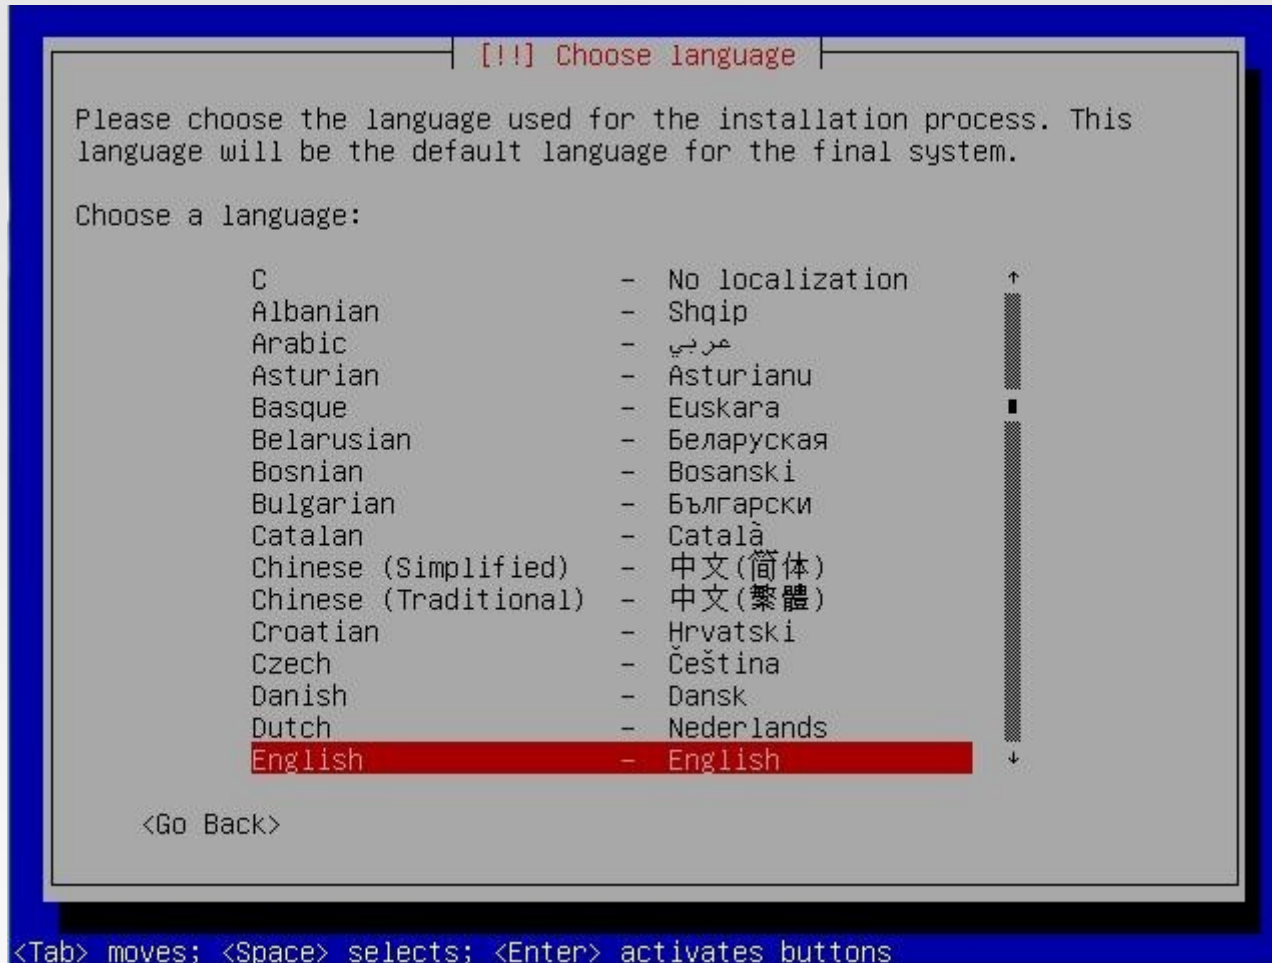 [!!] Choose language
Please choose the language used for the installation process. This
language will be the default language for the final system.
Choose a language:
C - No localization
Albanian - Shqip
Arabic - عربي
Asturian - Asturianu
Basque - Euskara
Belarusian - Беларуская
Bosnian - Bosanski
Bulgarian - Български
Catalan - Català
Chinese (Simplified) - 中文(简体)
Chinese (Traditional) - 中文(繁體)
Croatian - Hrvatski
Czech - Čeština
Danish - Dansk
Dutch - Nederlands
English - English
<Go Back>
<Tab> moves; <Space> selects; <Enter> activates buttons